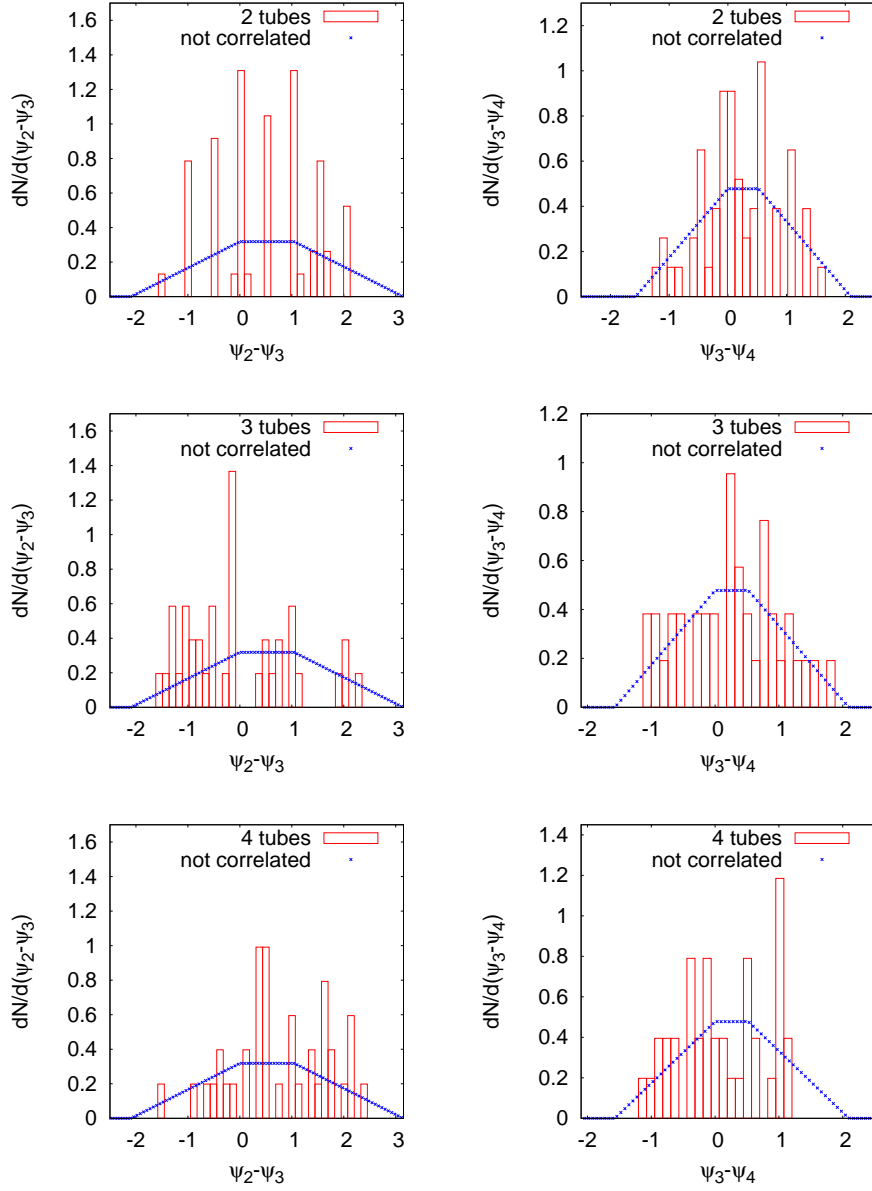 2 tubes
not correlated
dN/d(ψ2-ψ3)
1.6
1.4
1.2
1
0.8
0.6
0.4
0.2
0
-2 -1 0 1 2 3
ψ2-ψ3
2 tubes
not correlated
dN/d(ψ3-ψ4)
1.2
1
0.8
0.6
0.4
0.2
0
-2 -1 0 1 2
ψ3-ψ4
3 tubes
not correlated
dN/d(ψ2-ψ3)
1.6
1.4
1.2
1
0.8
0.6
0.4
0.2
0
-2 -1 0 1 2 3
ψ2-ψ3
3 tubes
not correlated
dN/d(ψ3-ψ4)
1.2
1
0.8
0.6
0.4
0.2
0
-2 -1 0 1 2
ψ3-ψ4
4 tubes
not correlated
dN/d(ψ2-ψ3)
1.6
1.4
1.2
1
0.8
0.6
0.4
0.2
0
-2 -1 0 1 2 3
ψ2-ψ3
4 tubes
not correlated
dN/d(ψ3-ψ4)
1.4
1.2
1
0.8
0.6
0.4
0.2
0
-2 -1 0 1 2
ψ3-ψ4